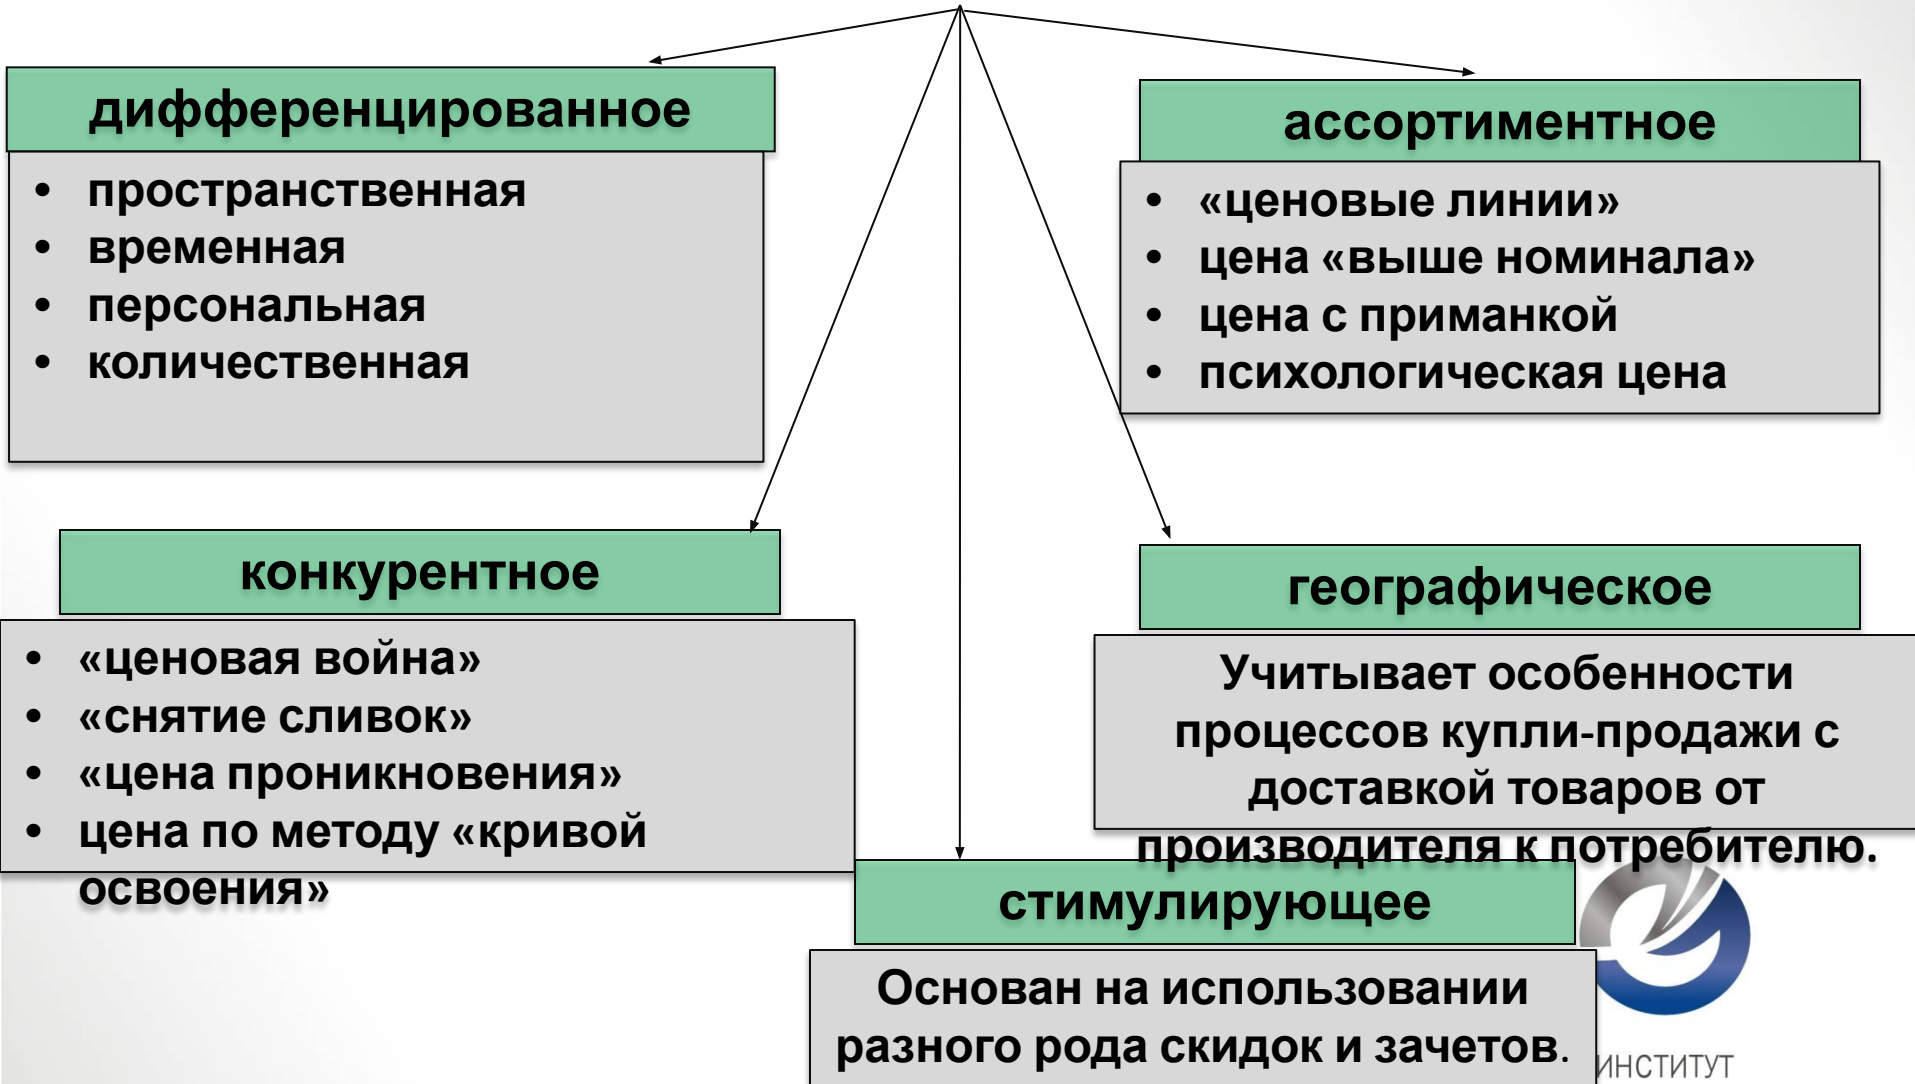 дифференцированное
• пространственная
• временная
• персональная
• количественная
ассортиментное
• «ценовые линии»
• цена «выше номинала»
• цена с приманкой
• психологическая цена
конкурентное
• «ценовая война»
• «снятие сливок»
• «цена проникновения»
• цена по методу «кривой
освоения»
географическое
Учитывает особенности
процессов купли-продажи с
доставкой товаров от
производителя к потребителю.
стимулирующее
Основан на использовании
разного рода скидок и зачетов.
ИНСТИТУТ